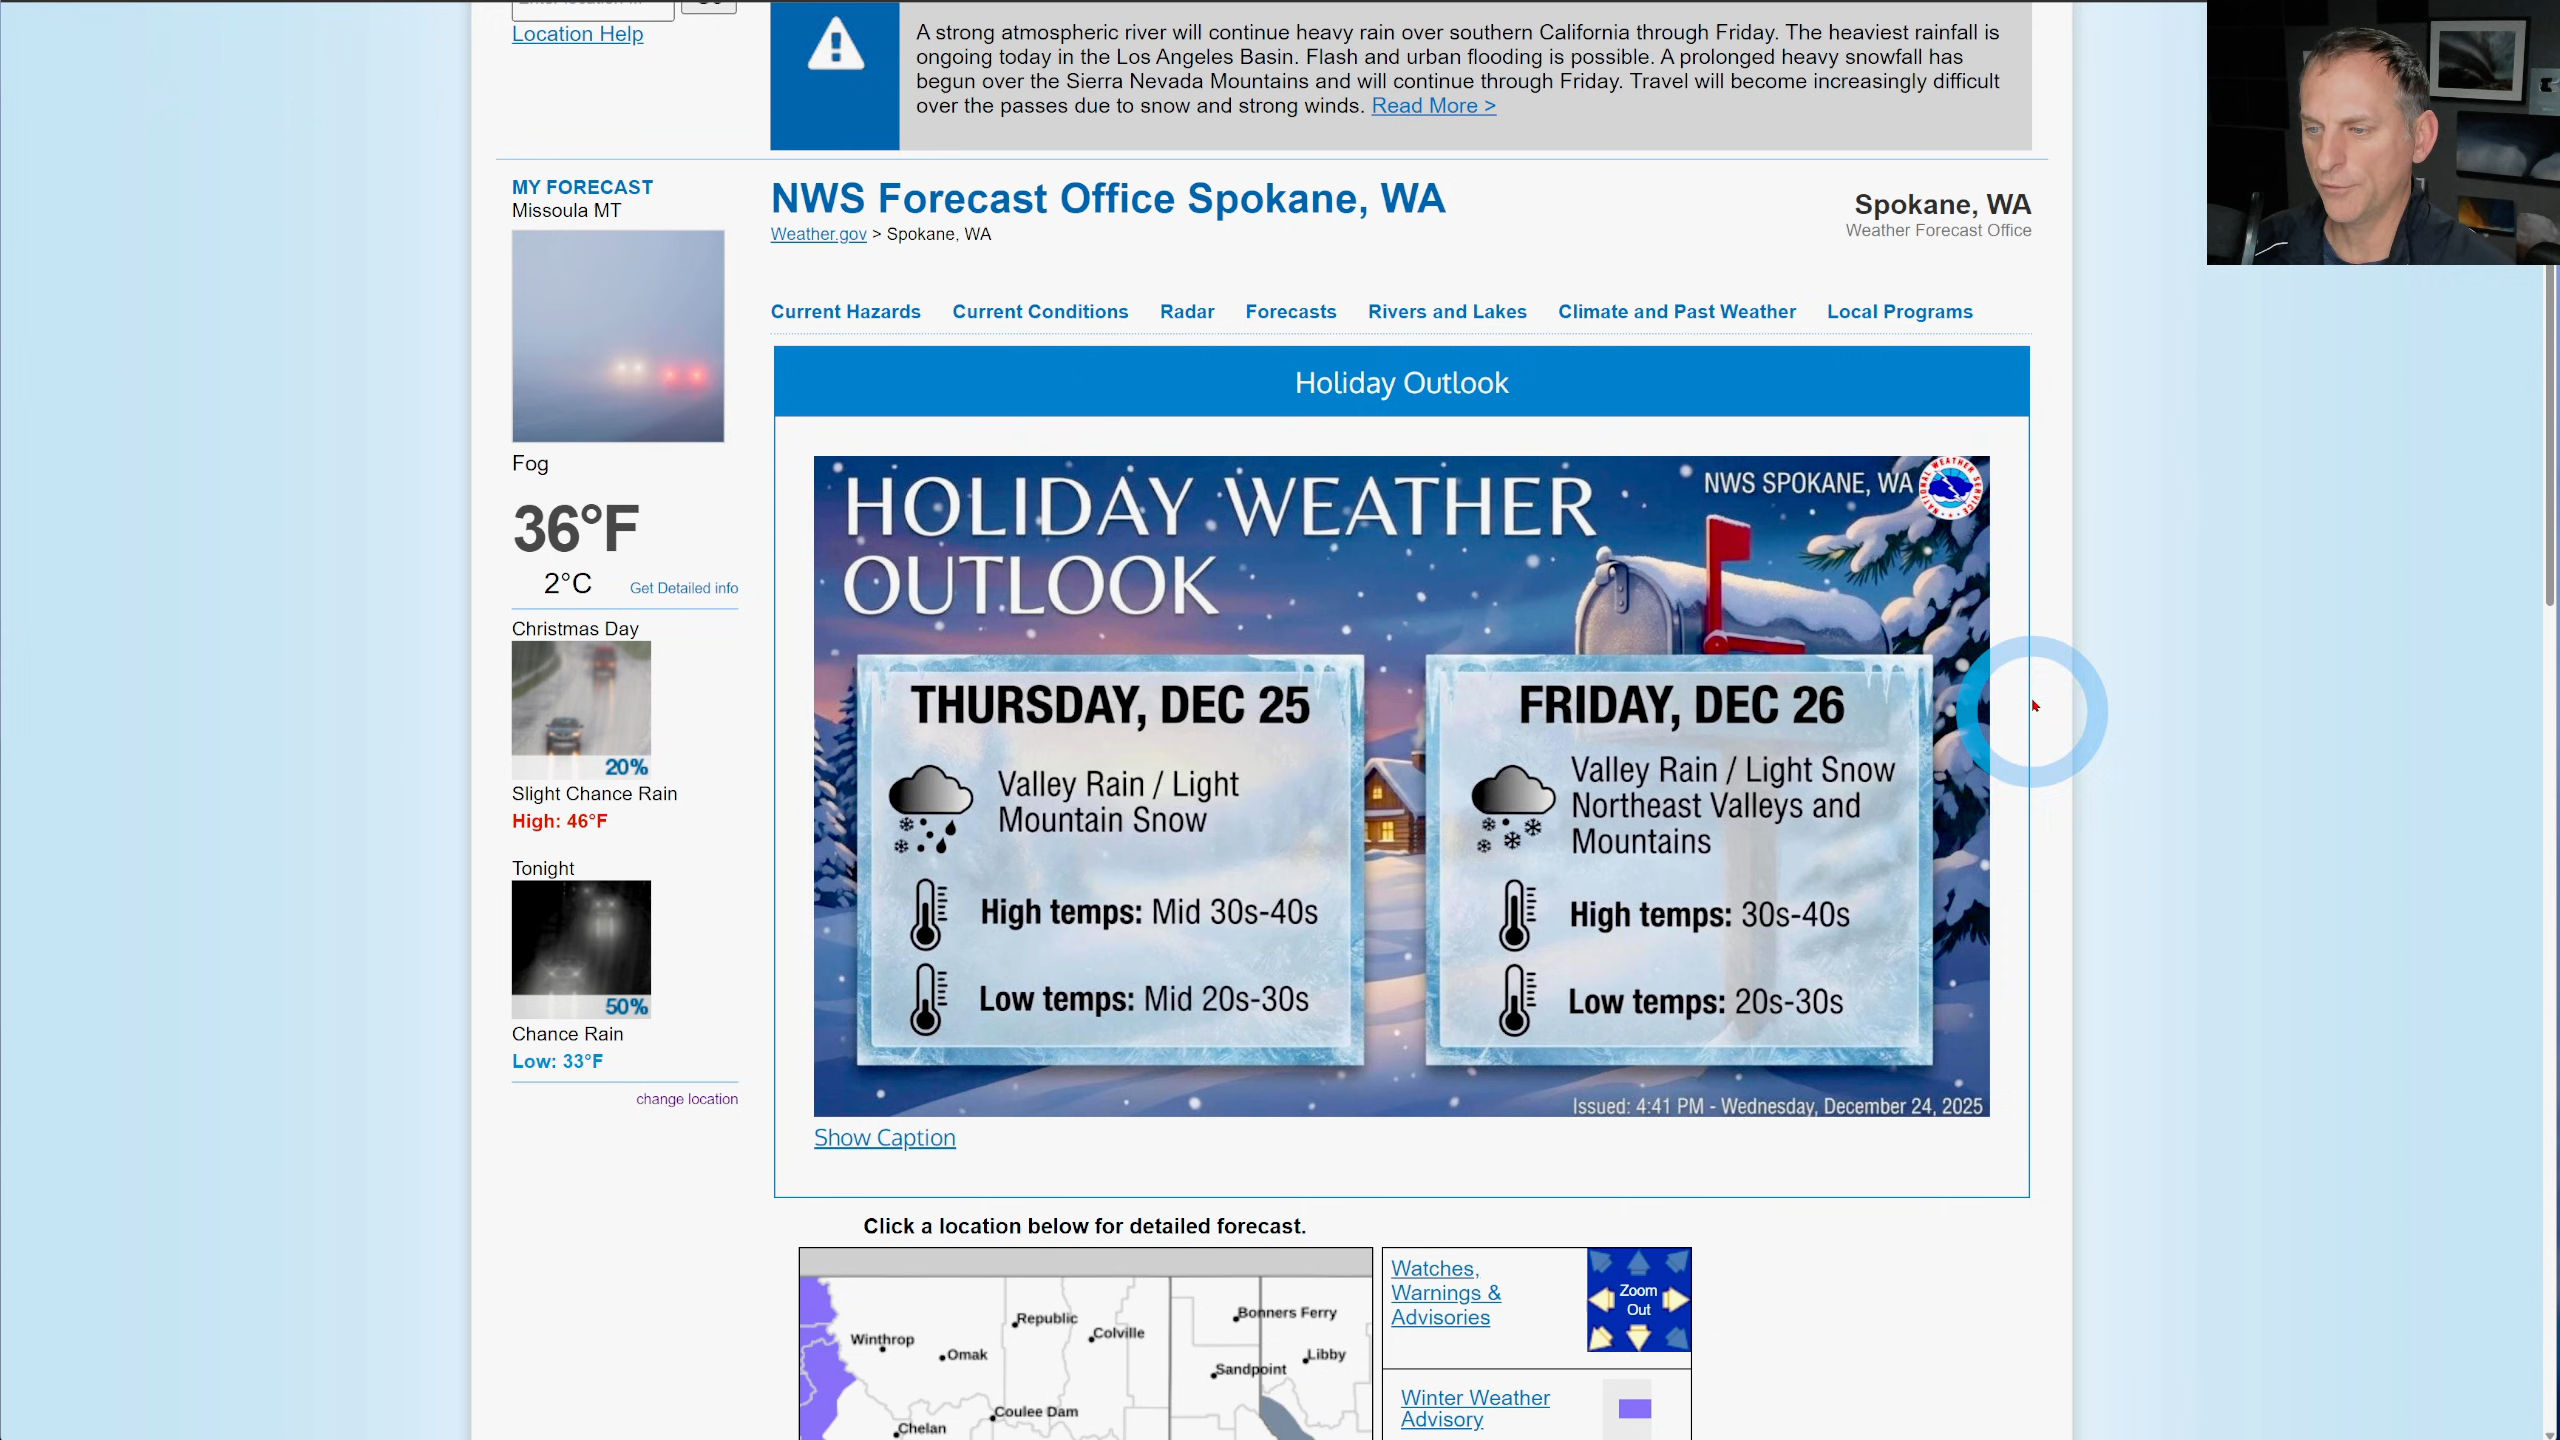 Location Help
A strong atmospheric river will continue heavy rain over southern California through Friday. The heaviest rainfall is
ongoing today in the Los Angeles Basin. Flash and urban flooding is possible. A prolonged heavy snowfall has
begun over the Sierra Nevada Mountains and will continue through Friday. Travel will become increasingly difficult
over the passes due to snow and strong winds. Read More >
MY FORECAST
Missoula MT
Fog
36°F
2°C
Get Detailed info
Christmas Day
20%
Slight Chance Rain
High: 46°F
Tonight
50%
Chance Rain
Low: 33°F
change location
NWS Forecast Office Spokane, WA
Weather.gov > Spokane, WA
Spokane, WA
Weather Forecast Office
Current Hazards Current Conditions Radar Forecasts Rivers and Lakes Climate and Past Weather Local Programs
Holiday Outlook
HOLIDAY WEATHER
OUTLOOK
NWS SPOKANE, WA
NATIONAL WEATHER SERVICE
THURSDAY, DEC 25
Valley Rain / Light
Mountain Snow
High temps: Mid 30s-40s
Low temps: Mid 20s-30s
FRIDAY, DEC 26
Valley Rain / Light Snow
Northeast Valleys and
Mountains
High temps: 30s-40s
Low temps: 20s-30s
Issued: 4:41 PM - Wednesday, December 24, 2025
Show Caption
Click a location below for detailed forecast.
Republic
Bonners Ferry
Winthrop
Colville
Omak
Libby
Sandpoint
Coulee Dam
Chelan
Watches,
Warnings &
Advisories
Zoom
Out
Winter Weather
Advisory